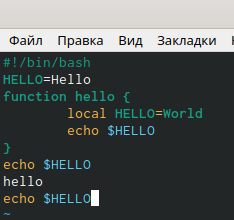 Файл Правка Вид Закладки
#!/bin/bash
HELLO=Hello
function hello {
        local HELLO=World
        echo $HELLO
}
echo $HELLO
hello
echo $HELLO
~